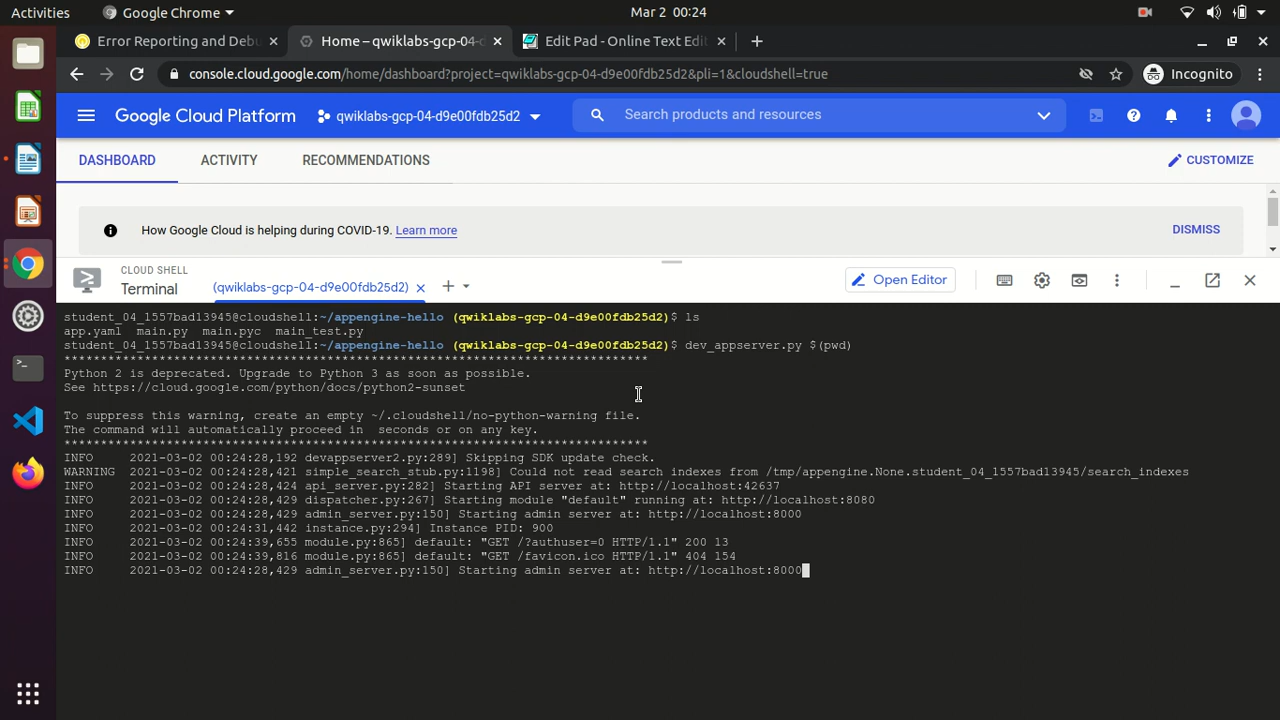 Activities
Google Chrome
Mar 2 00:24
Error Reporting and Debu
Home – qwiklabs-gcp-04-d
Edit Pad - Online Text Edit
console.cloud.google.com/home/dashboard?project=qwiklabs-gcp-04-d9e00fdb25d2&pli=1&cloudshell=true
Incognito
Google Cloud Platform
qwiklabs-gcp-04-d9e00fdb25d2
Search products and resources
DASHBOARD
ACTIVITY
RECOMMENDATIONS
CUSTOMIZE
How Google Cloud is helping during COVID-19. Learn more
DISMISS
CLOUD SHELL
Terminal
(qwiklabs-gcp-04-d9e00fdb25d2)
Open Editor
student_04_1557bad13945@cloudshell:~/appengine-hello (qwiklabs-gcp-04-d9e00fdb25d2)$ ls
app.yaml  main.py  main.pyc  main_test.py
student_04_1557bad13945@cloudshell:~/appengine-hello (qwiklabs-gcp-04-d9e00fdb25d2)$ dev_appserver.py $(pwd)
********************************************************************************
Python 2 is deprecated. Upgrade to Python 3 as soon as possible.
See https://cloud.google.com/python/docs/python2-sunset
To suppress this warning, create an empty ~/.cloudshell/no-python-warning file.
The command will automatically proceed in  seconds or on any key.
********************************************************************************
INFO     2021-03-02 00:24:28,192 devappserver2.py:289] Skipping SDK update check.
WARNING  2021-03-02 00:24:28,421 simple_search_stub.py:1198] Could not read search indexes from /tmp/appengine.None.student_04_1557bad13945/search_indexes
INFO     2021-03-02 00:24:28,424 api_server.py:282] Starting API server at: http://localhost:42637
INFO     2021-03-02 00:24:28,429 dispatcher.py:267] Starting module "default" running at: http://localhost:8080
INFO     2021-03-02 00:24:28,429 admin_server.py:150] Starting admin server at: http://localhost:8000
INFO     2021-03-02 00:24:31,442 instance.py:294] Instance PID: 900
INFO     2021-03-02 00:24:39,655 module.py:865] default: "GET /?authuser=0 HTTP/1.1" 200 13
INFO     2021-03-02 00:24:39,816 module.py:865] default: "GET /favicon.ico HTTP/1.1" 404 154
INFO     2021-03-02 00:24:28,429 admin_server.py:150] Starting admin server at: http://localhost:8000